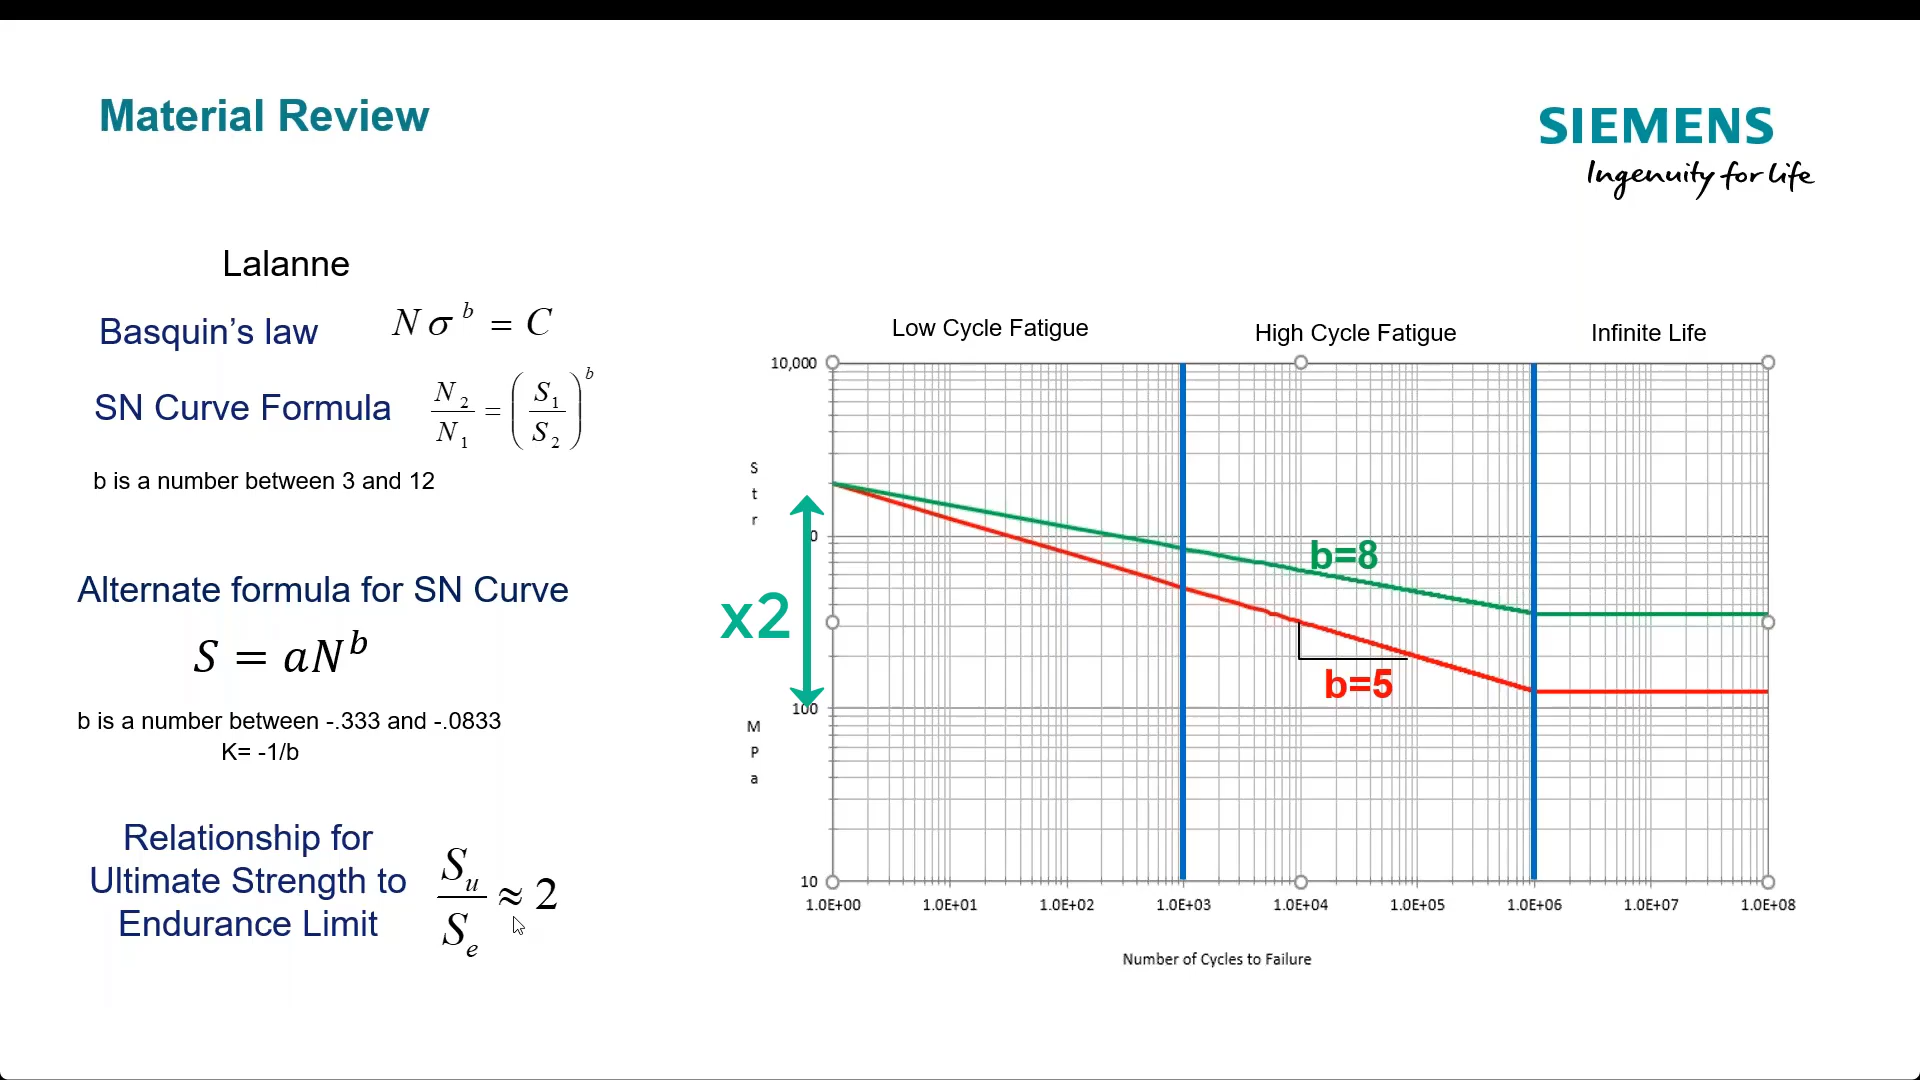 Material Review
SIEMENS
Ingenuity for life
Lalanne
Basquin's law
N σ^b = C
SN Curve Formula
N₂/N₁ = (S₁/S₂)^b
b is a number between 3 and 12
Alternate formula for SN Curve
S = aN^b
b is a number between -.333 and -.0833
K= -1/b
Relationship for
Ultimate Strength to
Endurance Limit
S_u/S_e ≈ 2
Low Cycle Fatigue
High Cycle Fatigue
Infinite Life
10,000
S
t
r
0
x2
100
M
P
a
10
b=8
b=5
1.0E+00 1.0E+01 1.0E+02 1.0E+03 1.0E+04 1.0E+05 1.0E+06 1.0E+07 1.0E+08
Number of Cycles to Failure